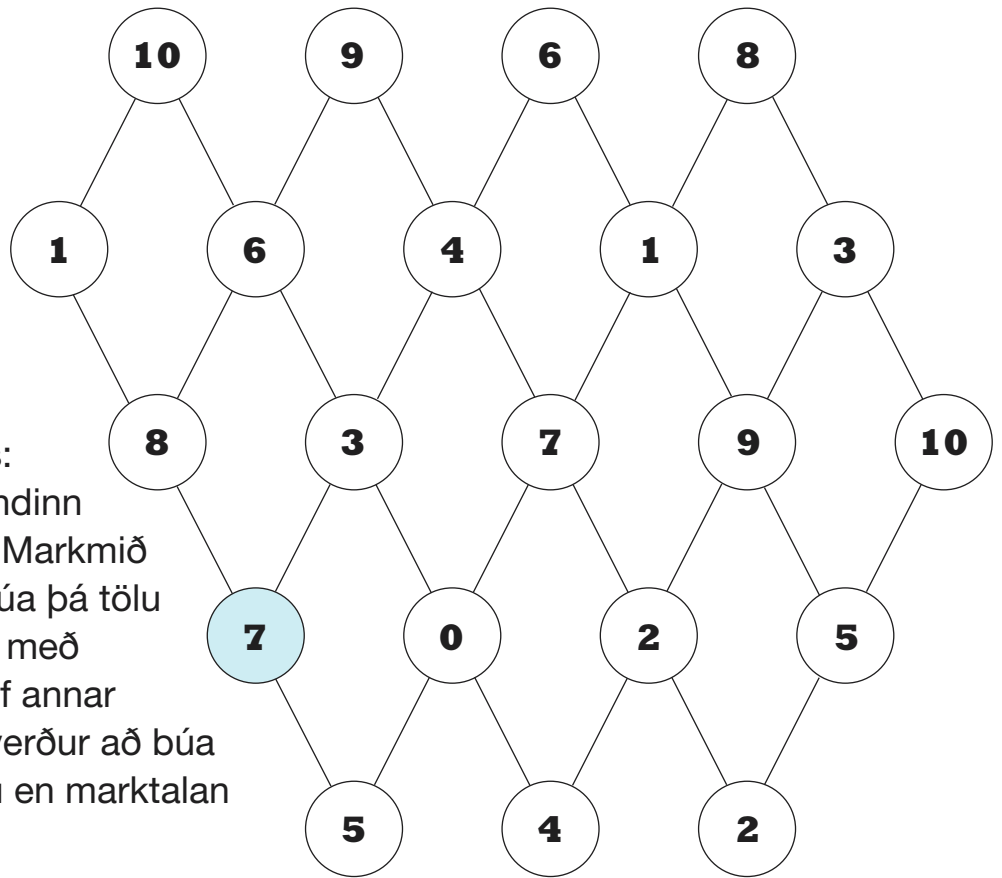 10 9 6 8
1 6 4 1 3
8 3 7 9 10
ndinn
Markmið
úa þá tölu
7 0 2 5
með
f annar
verður að búa
en marktalan
5 4 2